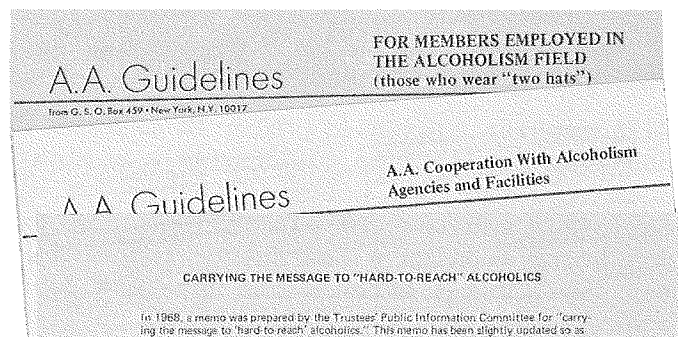 A.A. Guidelines
FOR MEMBERS EMPLOYED IN
THE ALCOHOLISM FIELD
(those who wear "two hats")
from G. S. O. Box 459 • New York, N.Y. 10017
A.A. Guidelines
A.A. Cooperation With Alcoholism
Agencies and Facilities
CARRYING THE MESSAGE TO "HARD-TO-REACH" ALCOHOLICS
In 1968, a memo was prepared by the Trustees' Public Information Committee for "carry-
ing the message to 'hard-to-reach' alcoholics." This memo has been slightly updated so as